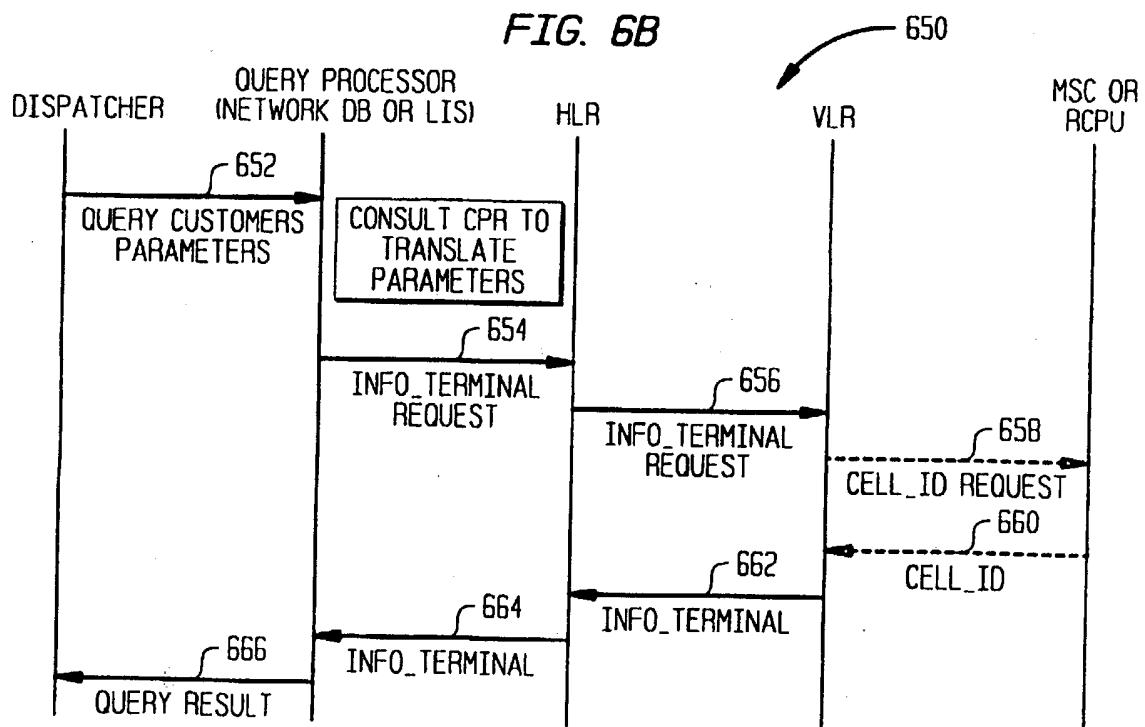 FIG. 6B
650
DISPATCHER
QUERY PROCESSOR
(NETWORK DB OR LIS)
HLR
VLR
MSC OR
RCPU
652
QUERY CUSTOMERS
PARAMETERS
CONSULT CPR TO
TRANSLATE
PARAMETERS
654
INFO_TERMINAL
REQUEST
656
INFO_TERMINAL
REQUEST
658
CELL_ID REQUEST
660
CELL_ID
662
INFO_TERMINAL
664
INFO_TERMINAL
666
QUERY RESULT